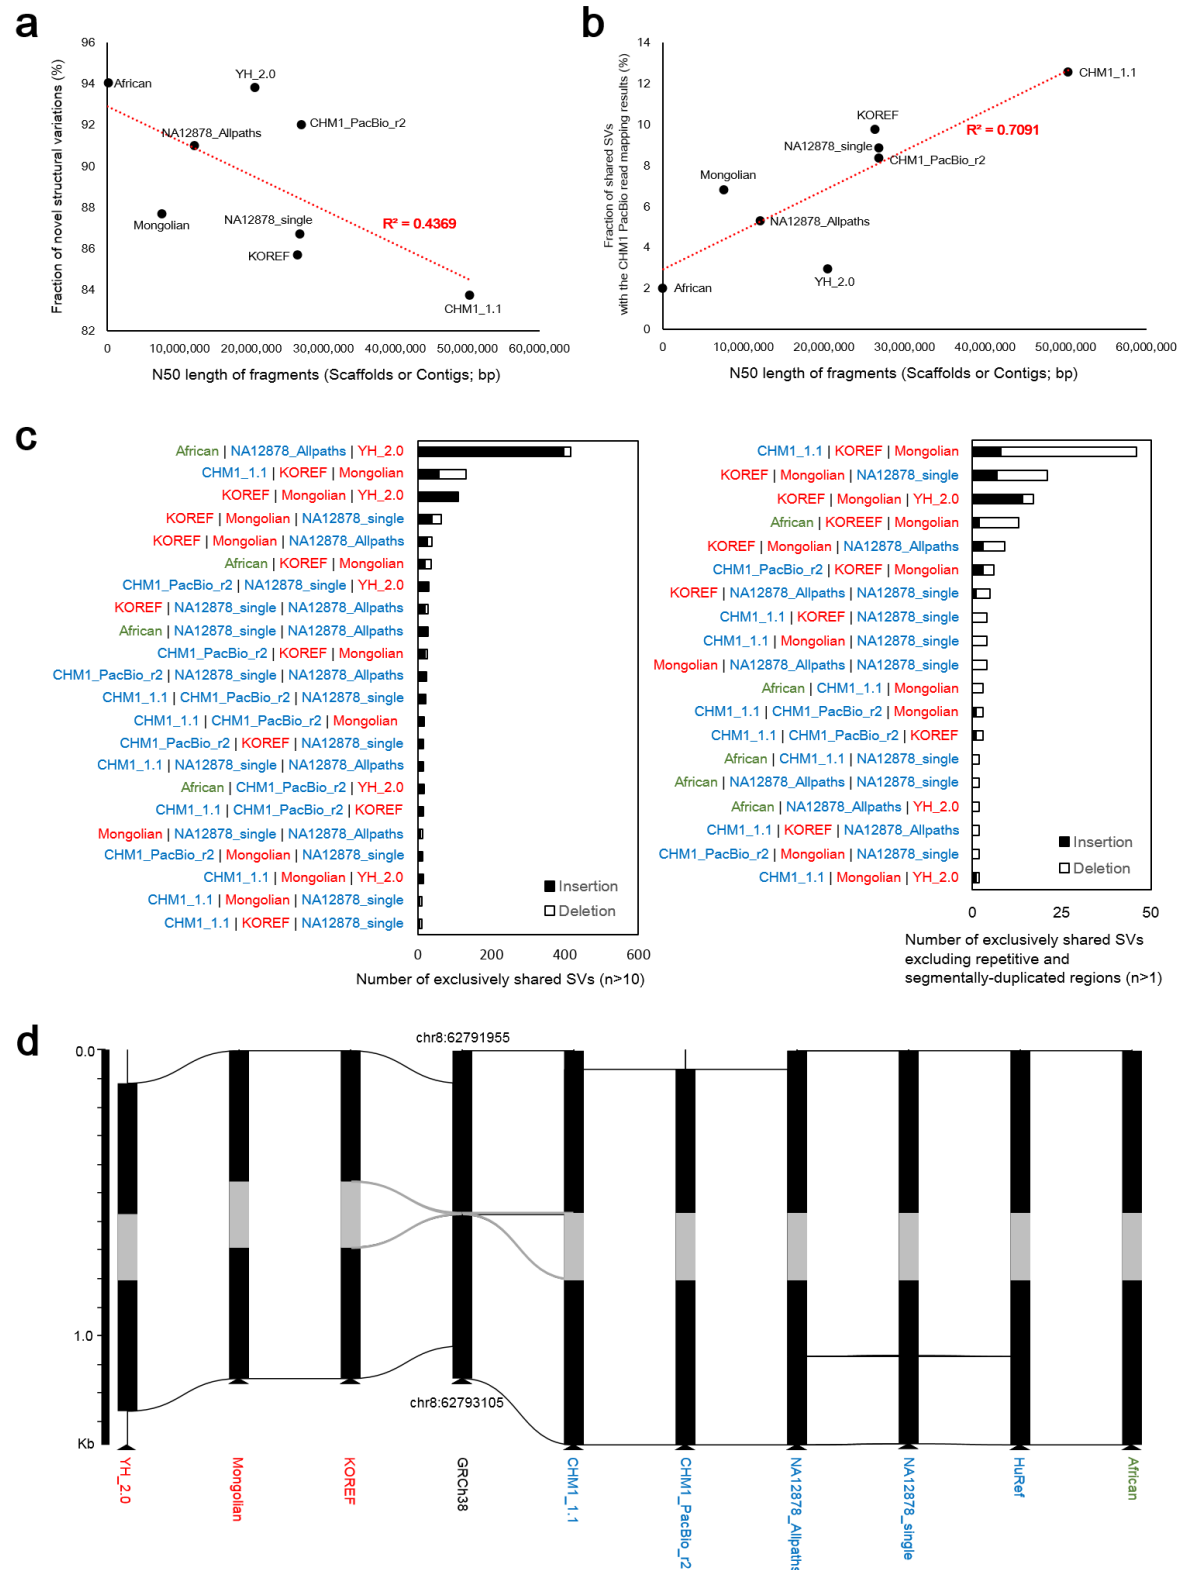 a
96
94
92
90
88
86
84
82
Fraction of novel structural variations (%)
African
YH_2.0
CHM1_PacBio_r2
NA12878_Allpaths
Mongolian
NA12878_single
KOREF
R² = 0.4369
CHM1_1.1
0
10,000,000
20,000,000
30,000,000
40,000,000
50,000,000
60,000,000
N50 length of fragments (Scaffolds or Contigs; bp)
b
14
12
10
8
6
4
2
0
Fraction of shared SVs
with the CHM1 PacBio read mapping results (%)
CHM1_1.1
KOREF
R² = 0.7091
NA12878_single
CHM1_PacBio_r2
Mongolian
NA12878_Allpaths
YH_2.0
African
0
10,000,000
20,000,000
30,000,000
40,000,000
50,000,000
60,000,000
N50 length of fragments (Scaffolds or Contigs; bp)
c
African | NA12878_Allpaths | YH_2.0
CHM1_1.1 | KOREF | Mongolian
KOREF | Mongolian | YH_2.0
KOREF | Mongolian | NA12878_single
KOREF | Mongolian | NA12878_Allpaths
African | KOREF | Mongolian
CHM1_PacBio_r2 | NA12878_single | YH_2.0
KOREF | NA12878_single | NA12878_Allpaths
African | NA12878_single | NA12878_Allpaths
CHM1_PacBio_r2 | KOREF | Mongolian
CHM1_PacBio_r2 | NA12878_single | NA12878_Allpaths
CHM1_1.1 | CHM1_PacBio_r2 | NA12878_single
CHM1_1.1 | CHM1_PacBio_r2 | Mongolian
CHM1_PacBio_r2 | KOREF | NA12878_single
CHM1_1.1 | NA12878_single | NA12878_Allpaths
African | CHM1_PacBio_r2 | YH_2.0
CHM1_1.1 | CHM1_PacBio_r2 | KOREF
Mongolian | NA12878_single | NA12878_Allpaths
CHM1_PacBio_r2 | Mongolian | NA12878_single
CHM1_1.1 | Mongolian | YH_2.0
CHM1_1.1 | Mongolian | NA12878_single
CHM1_1.1 | KOREF | NA12878_single
Insertion
Deletion
0
200
400
600
Number of exclusively shared SVs (n>10)
CHM1_1.1 | KOREF | Mongolian
KOREF | Mongolian | NA12878_single
KOREF | Mongolian | YH_2.0
African | KOREEF | Mongolian
KOREF | Mongolian | NA12878_Allpaths
CHM1_PacBio_r2 | KOREF | Mongolian
KOREF | NA12878_Allpaths | NA12878_single
CHM1_1.1 | KOREF | NA12878_single
CHM1_1.1 | Mongolian | NA12878_single
Mongolian | NA12878_Allpaths | NA12878_single
African | CHM1_1.1 | Mongolian
CHM1_1.1 | CHM1_PacBio_r2 | Mongolian
CHM1_1.1 | CHM1_PacBio_r2 | KOREF
African | CHM1_1.1 | NA12878_single
African | NA12878_Allpaths | NA12878_single
African | NA12878_Allpaths | YH_2.0
CHM1_1.1 | KOREF | NA12878_Allpaths
CHM1_PacBio_r2 | Mongolian | NA12878_single
CHM1_1.1 | Mongolian | YH_2.0
Insertion
Deletion
0
25
50
Number of exclusively shared SVs
excluding repetitive and
segmentally-duplicated regions (n>1)
d
chr8:62791955
0.0
1.0
Kb
chr8:62793105
YH_2.0
Mongolian
KOREF
GRCh38
CHM1_1.1
CHM1_PacBio_r2
NA12878_Allpaths
NA12878_single
HuRef
African